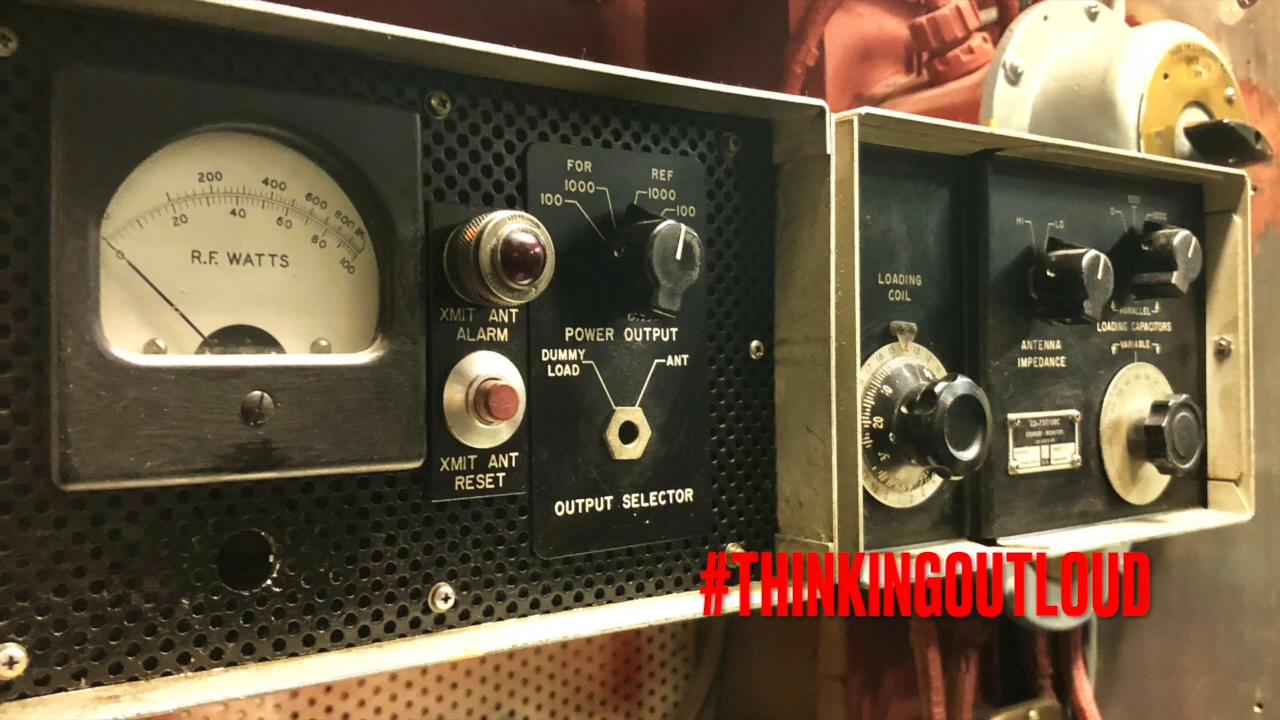 200 400 600 800 1K
0 20 40 60 80 100
R.F. WATTS
XMIT ANT
ALARM
XMIT ANT
RESET
FOR REF
1000 1000
100 100
POWER OUTPUT
DUMMY
LOAD
ANT
OUTPUT SELECTOR
LOADING
COIL
20
HI LO
ANTENNA
IMPEDANCE
PARALLEL
LOADING CAPACITORS
VARIABLE
#THINKINGOUTLOUD